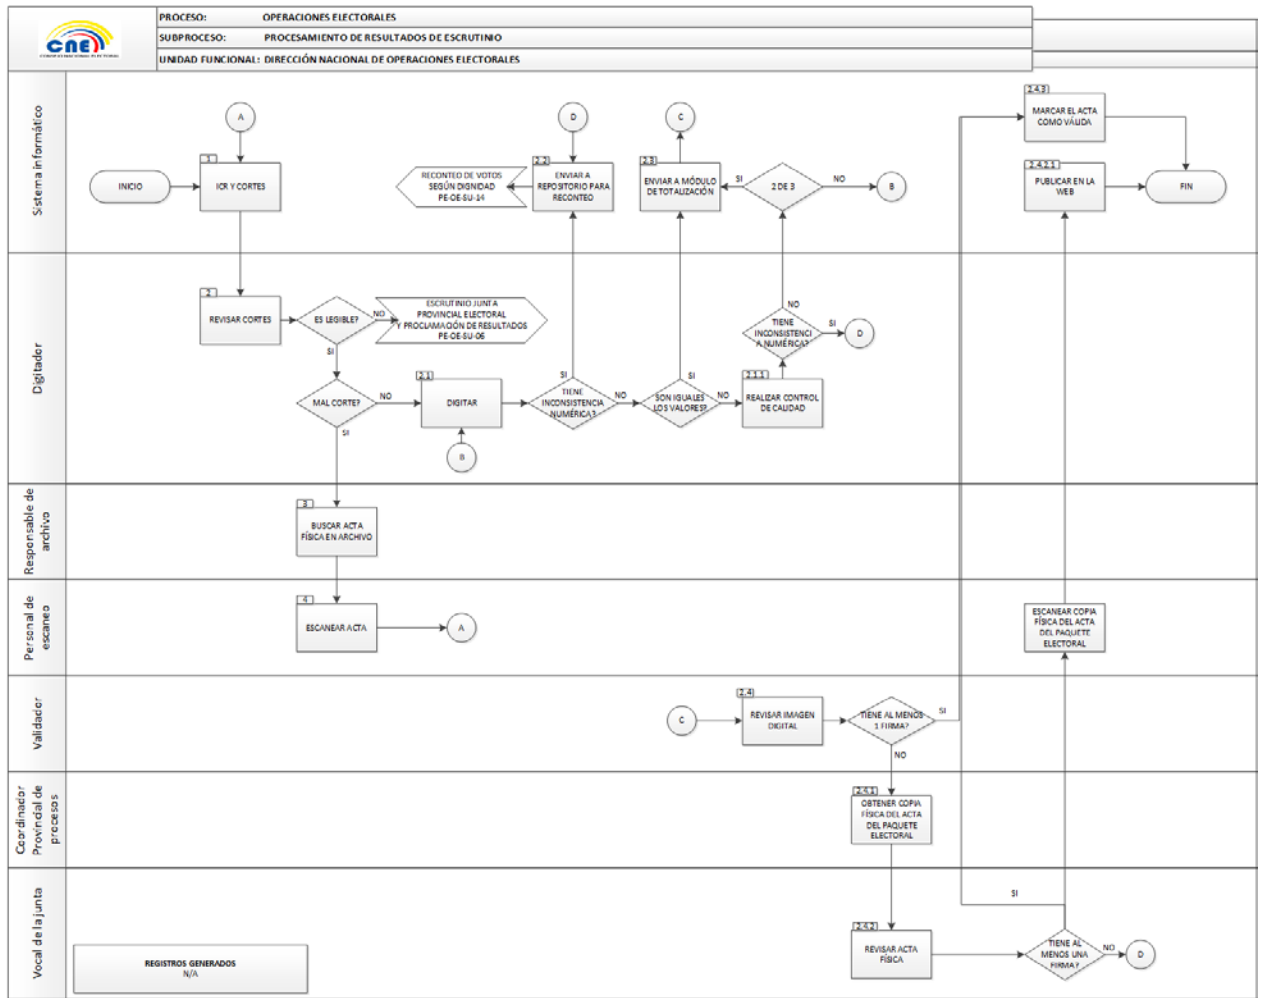 CNE
PROCESO: OPERACIONES ELECTORALES
SUBPROCESO: PROCESAMIENTO DE RESULTADOS DE ESCRUTINIO
UNIDAD FUNCIONAL: DIRECCIÓN NACIONAL DE OPERACIONES ELECTORALES
Sistema informático
A
INICIO
1
ICR Y CORTES
RECONTEO DE VOTOS
SEGÚN DIGNIDAD
PE-OE-SU-14
D
2.2
ENVIAR A
REPOSITORIO PARA
RECONTEO
C
2.3
ENVIAR A MÓDULO
DE TOTALIZACIÓN
SI
2 DE 3
NO
B
2.4.3
MARCAR EL ACTA
COMO VÁLIDA
2.4.2.1
PUBLICAR EN LA
WEB
FIN
Digitador
2
REVISAR CORTES
ES LEGIBLE?
NO
ESCRUTINIO JUNTA
PROVINCIAL ELECTORAL
Y PROCLAMACIÓN DE RESULTADOS
PE-OE-SU-06
SI
MAL CORTE?
NO
SI
2.1
DIGITAR
B
SI
TIENE
INCONSISTENCIA
NUMÉRICA?
NO
SI
SON IGUALES
LOS VALORES?
NO
2.1.1
REALIZAR CONTROL
DE CALIDAD
NO
TIENE
INCONSISTENCI
A NUMÉRICA?
SI
D
Responsable de
archivo
3
BUSCAR ACTA
FÍSICA EN ARCHIVO
Personal de
escaneo
4
ESCANEAR ACTA
A
ESCANEAR COPIA
FÍSICA DEL ACTA
DEL PAQUETE
ELECTORAL
Validador
C
2.4
REVISAR IMAGEN
DIGITAL
TIENE AL MENOS
1 FIRMA?
SI
NO
Coordinador
Provincial de
procesos
2.4.1
OBTENER COPIA
FÍSICA DEL ACTA
DEL PAQUETE
ELECTORAL
Vocal de la junta
REGISTROS GENERADOS
N/A
2.4.2
REVISAR ACTA
FÍSICA
SI
TIENE AL
MENOS UNA
FIRMA?
NO
D